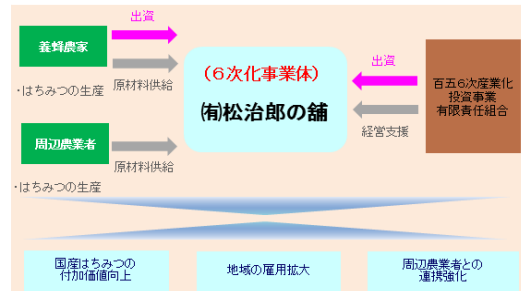 出資
養蜂農家
・はちみつの生産
原材料供給
周辺農業者
・はちみつの生産
原材料供給
(6次化事業体)
㈲松治郎の舗
出資
経営支援
百五6次産業化
投資事業
有限責任組合
国産はちみつの
付加価値向上
地域の雇用拡大
周辺農業者との
連携強化